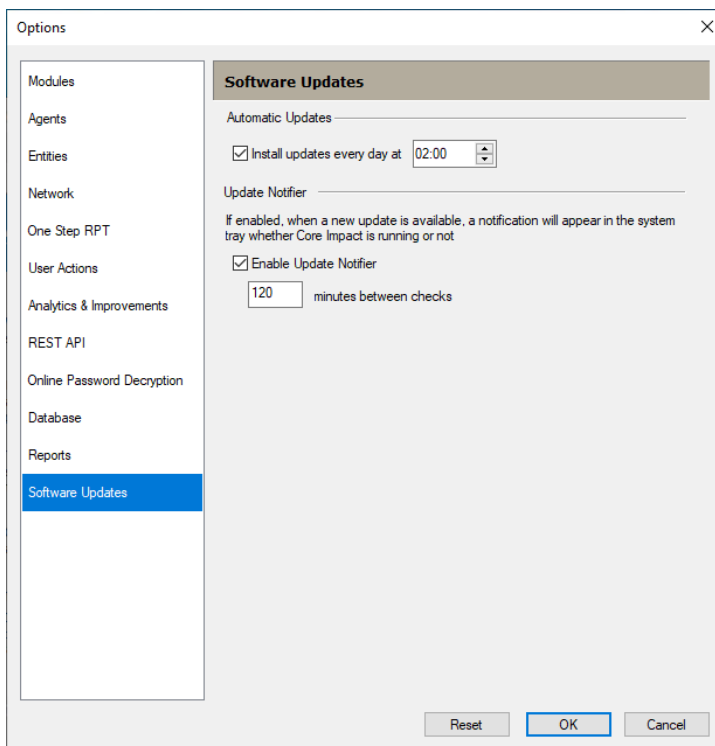 Options
Modules
Agents
Entities
Network
One Step RPT
User Actions
Analytics & Improvements
REST API
Online Password Decryption
Database
Reports
Software Updates
Software Updates
Automatic Updates
Install updates every day at 02:00
Update Notifier
If enabled, when a new update is available, a notification will appear in the system
tray whether Core Impact is running or not
Enable Update Notifier
120 minutes between checks
Reset OK Cancel